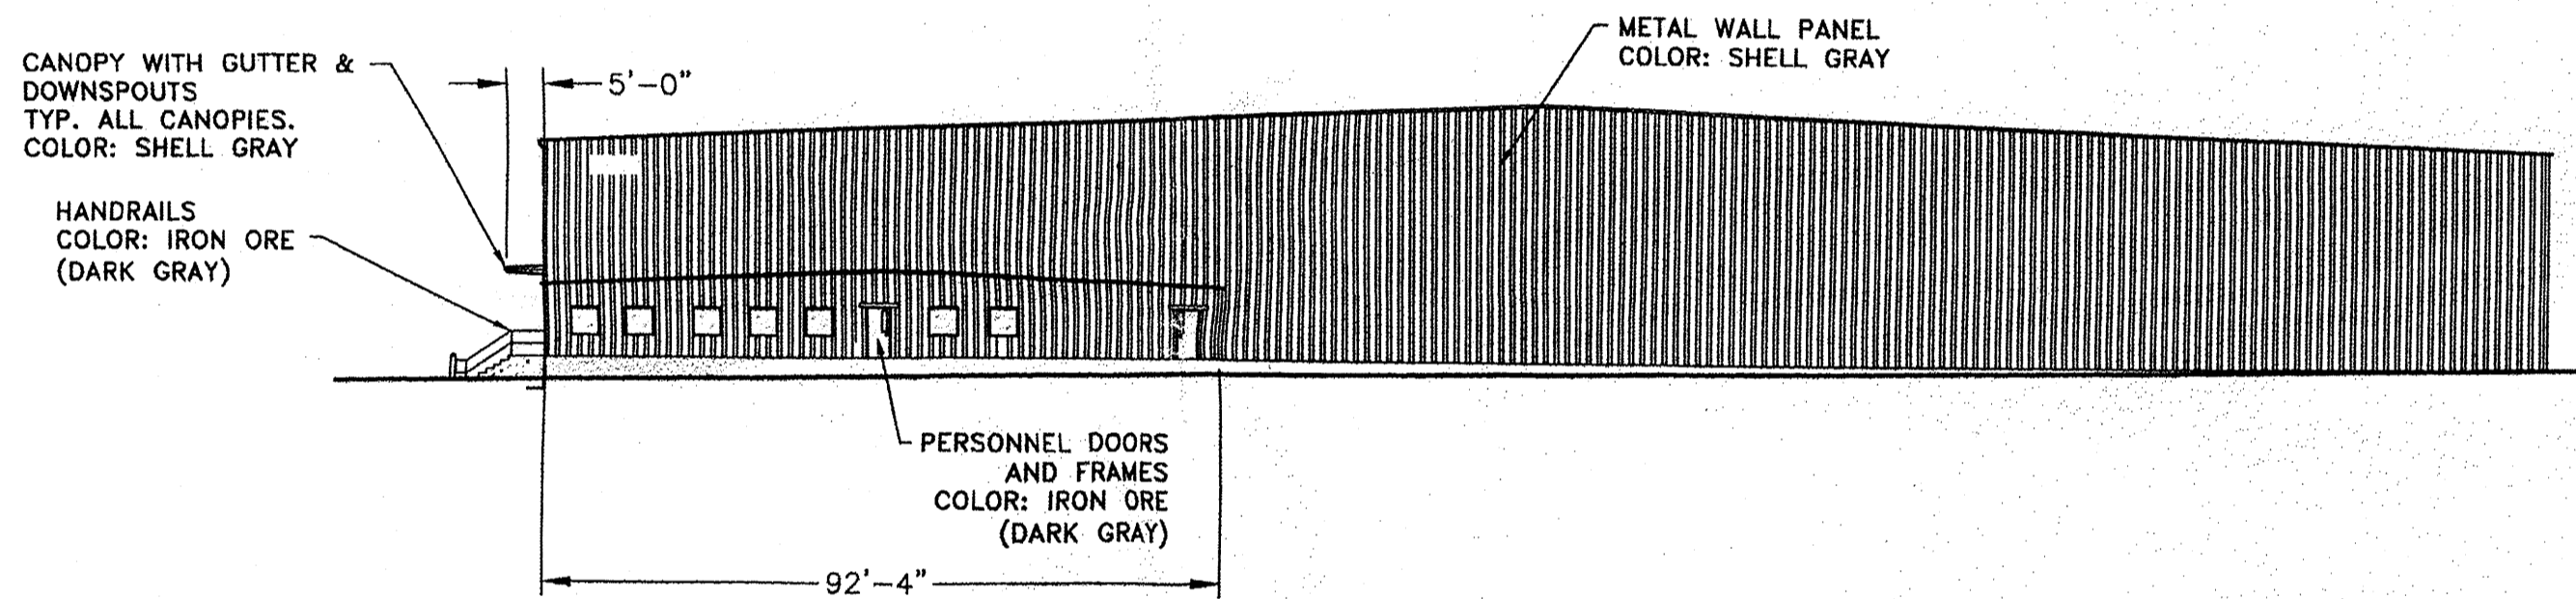 CANOPY WITH GUTTER &
DOWNSPOUTS
TYP. ALL CANOPIES.
COLOR: SHELL GRAY
5'-0"
METAL WALL PANEL
COLOR: SHELL GRAY
HANDRAILS
COLOR: IRON ORE
(DARK GRAY)
PERSONNEL DOORS
AND FRAMES
COLOR: IRON ORE
(DARK GRAY)
92'-4"